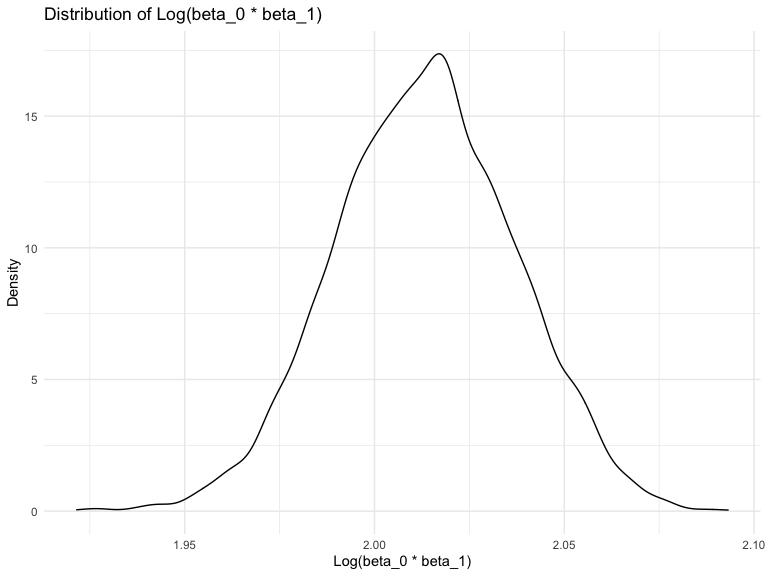 Distribution of Log(beta_0 * beta_1)
15
10
5
0
Density
1.95
2.00
2.05
2.10
Log(beta_0 * beta_1)